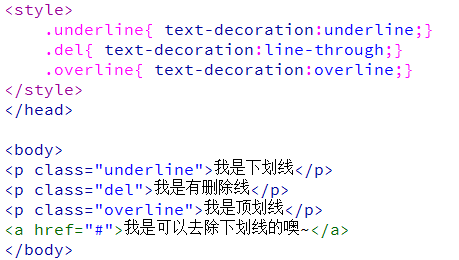 <style>
.underline{ text-decoration:underline;}
.del{ text-decoration:line-through;}
.overline{ text-decoration:overline;}
</style>
</head>
<body>
<p class="underline">我是下划线</p>
<p class="del">我是有删除线</p>
<p class="overline">我是顶划线</p>
<a href="#">我是可以去除下划线的噢~</a>
</body>